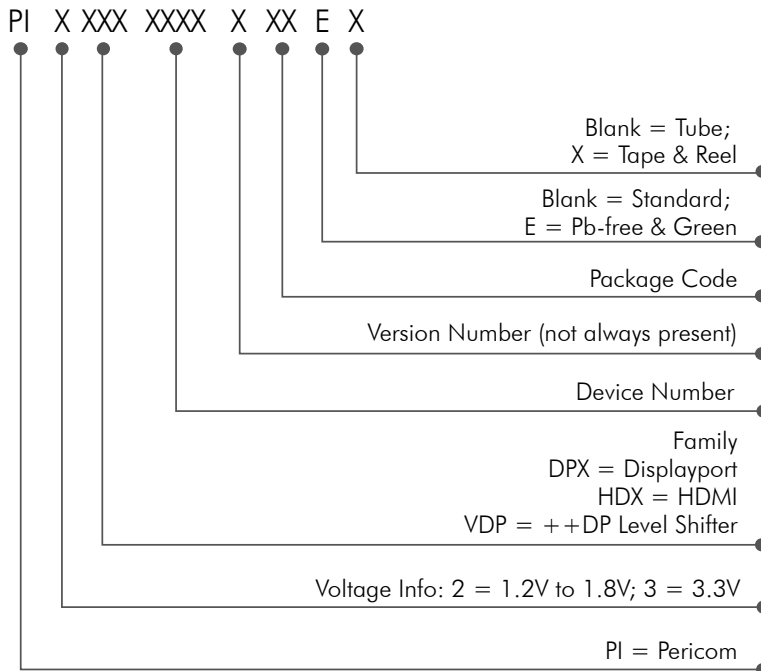 PI X XXX XXXX X XX E X
Blank = Tube;
X = Tape & Reel
Blank = Standard;
E = Pb-free & Green
Package Code
Version Number (not always present)
Device Number
Family
DPX = Displayport
HDX = HDMI
VDP = ++DP Level Shifter
Voltage Info: 2 = 1.2V to 1.8V; 3 = 3.3V
PI = Pericom